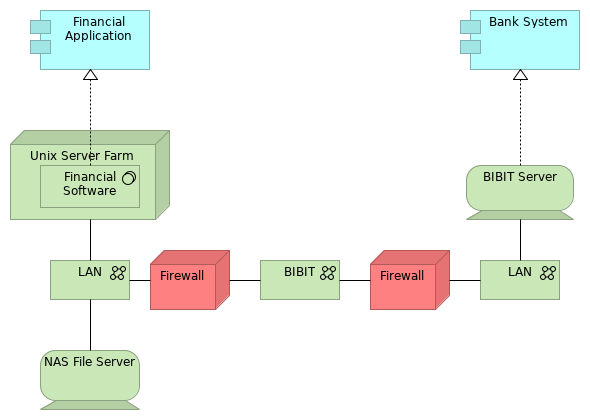 Financial
Application
Bank System
Unix Server Farm
Financial
Software
BIBIT Server
LAN
Firewall
BIBIT
Firewall
LAN
NAS File Server